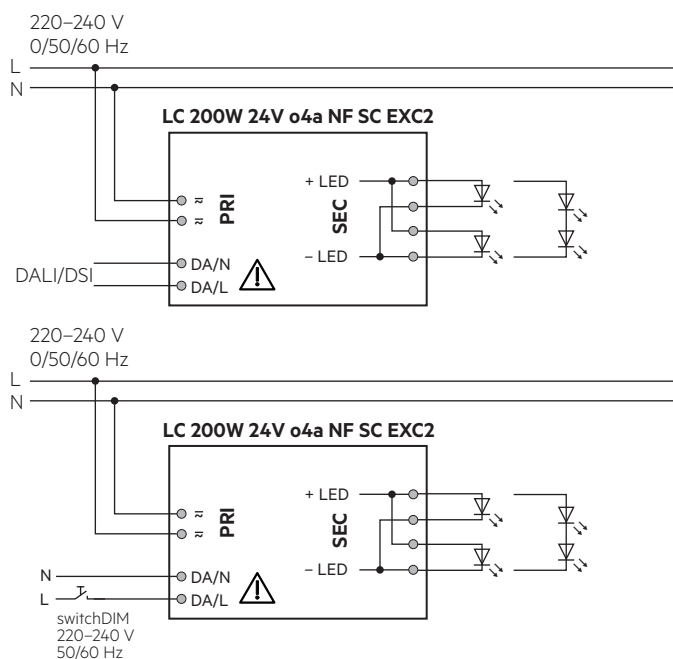 220–240 V
0/50/60 Hz
L
N
LC 200W 24V o4a NF SC EXC2
+ LED
≂
PRI
≂
SEC
DA/N
– LED
DALI/DSI
DA/L
220–240 V
0/50/60 Hz
L
N
LC 200W 24V o4a NF SC EXC2
+ LED
≂
PRI
≂
SEC
– LED
N
DA/N
L
DA/L
switchDIM
220–240 V
50/60 Hz